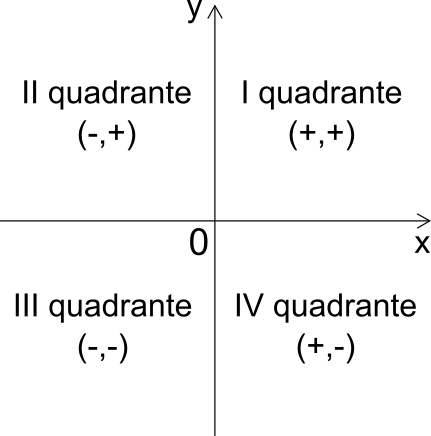 y
II quadrante
(-,+)
I quadrante
(+,+)
0
x
III quadrante
(-,-)
IV quadrante
(+,-)